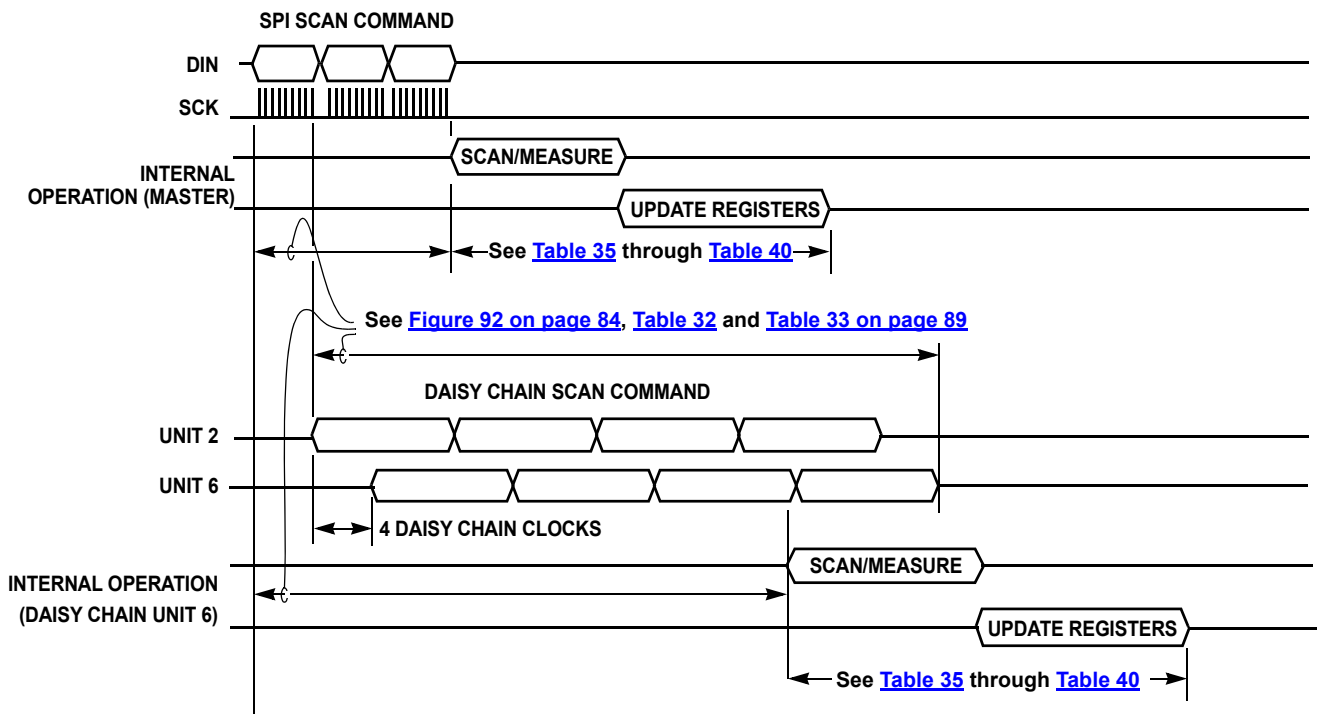 SPI SCAN COMMAND
DIN
SCK
SCAN/MEASURE
INTERNAL
OPERATION (MASTER)
UPDATE REGISTERS
See Table 35 through Table 40
See Figure 92 on page 84, Table 32 and Table 33 on page 89
DAISY CHAIN SCAN COMMAND
UNIT 2
UNIT 6
4 DAISY CHAIN CLOCKS
SCAN/MEASURE
INTERNAL OPERATION
(DAISY CHAIN UNIT 6)
UPDATE REGISTERS
See Table 35 through Table 40